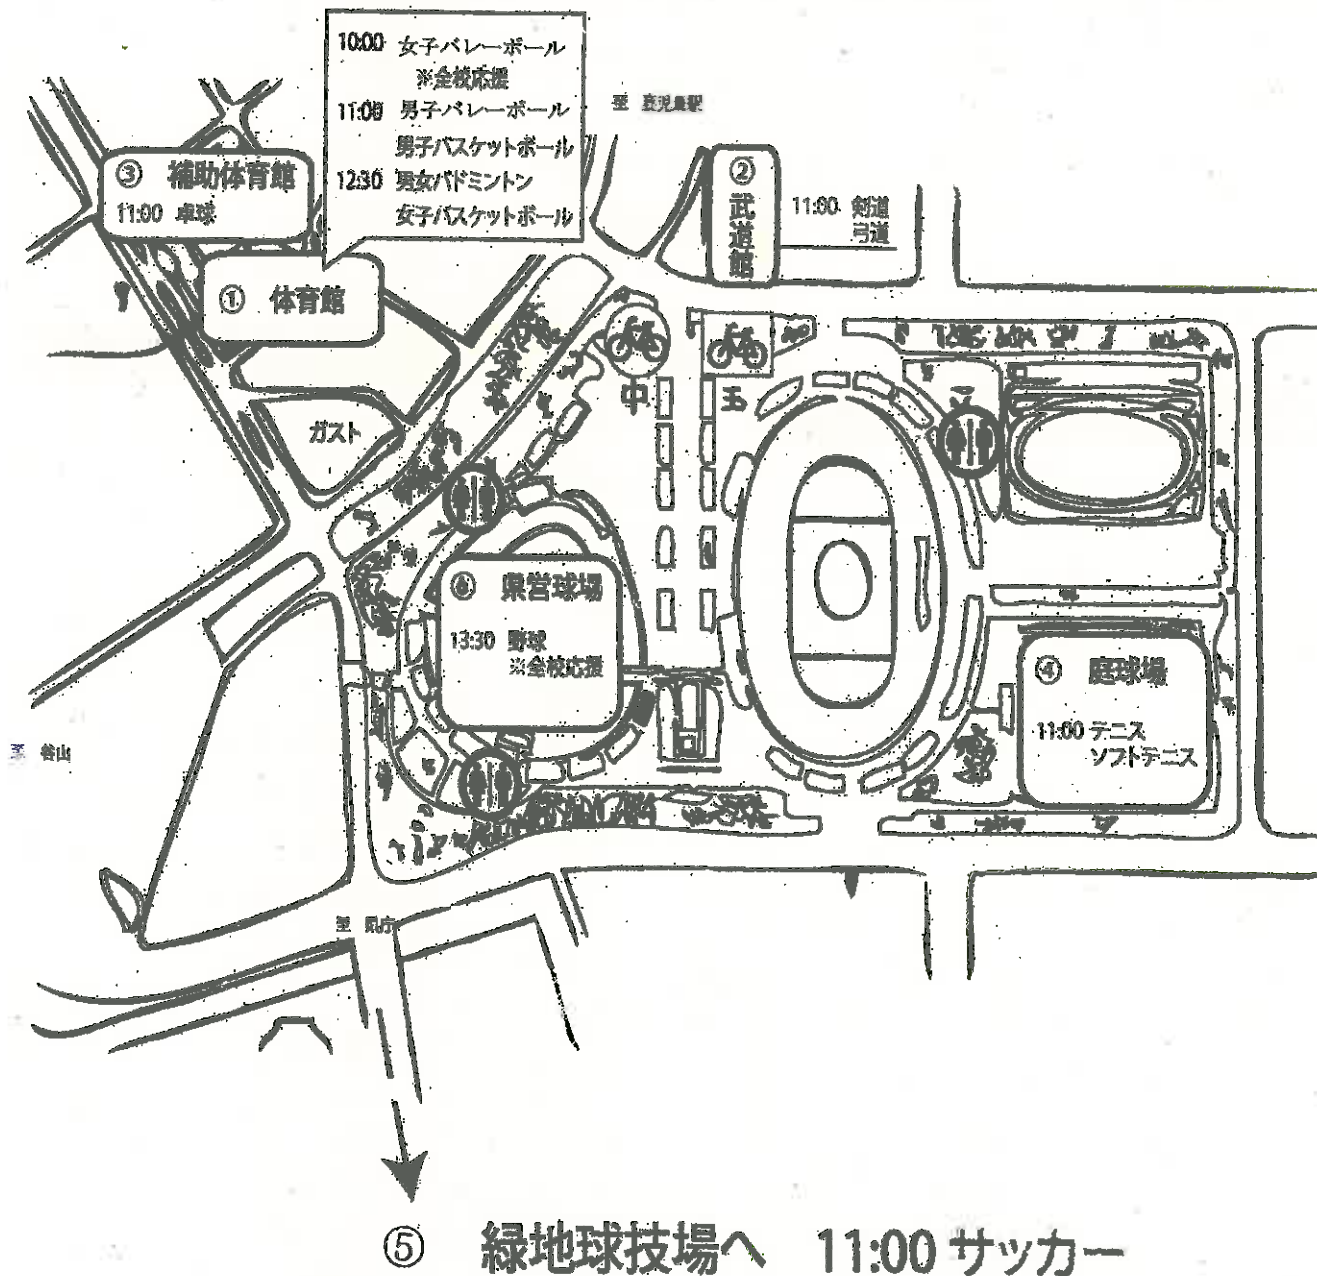 10:00 女子バレーボール
※全校応援
11:00 男子バレーボール
男子バスケットボール
12:30 男女バドミントン
女子バスケットボール
至 鹿児島駅
③ 補助体育館
11:00 卓球
② 武道館
11:00 剣道
弓道
① 体育館
中
玉
ガスト
⑥ 県営球場
13:30 野球
※全校応援
④ 庭球場
11:00 テニス
ソフトテニス
至 谷山
至 県庁
⑤ 緑地球技場へ 11:00 サッカー